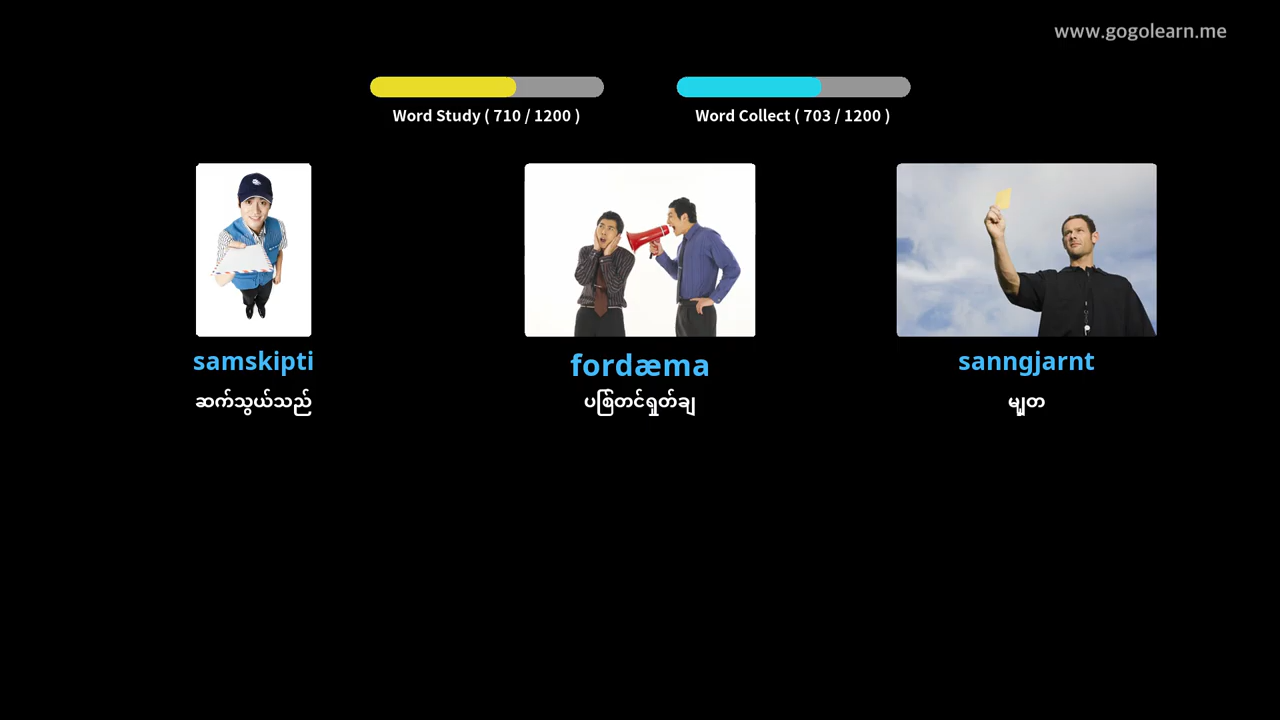 www.gogolearn.me
Word Study ( 710 / 1200 )
Word Collect ( 703 / 1200 )
samskipti
fordæma
sanngjarnt
ဆက်သွယ်သည်
ပစြ်တင်ရှုတ်ချ
မျှတ